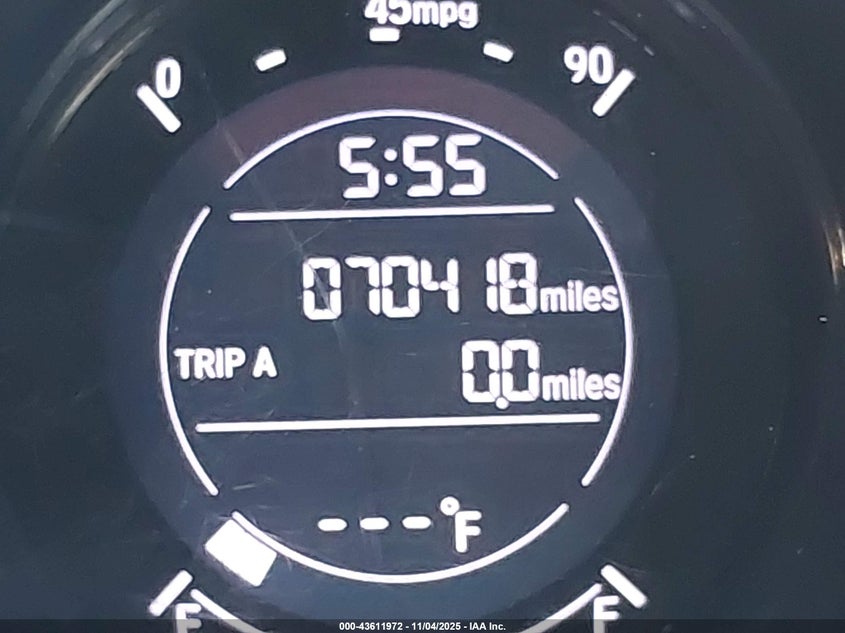 45mpg
0
90
5:55
070418miles
TRIP A 0.0miles
---°F
F
000-43611972 - 11/04/2025 - IAA Inc.